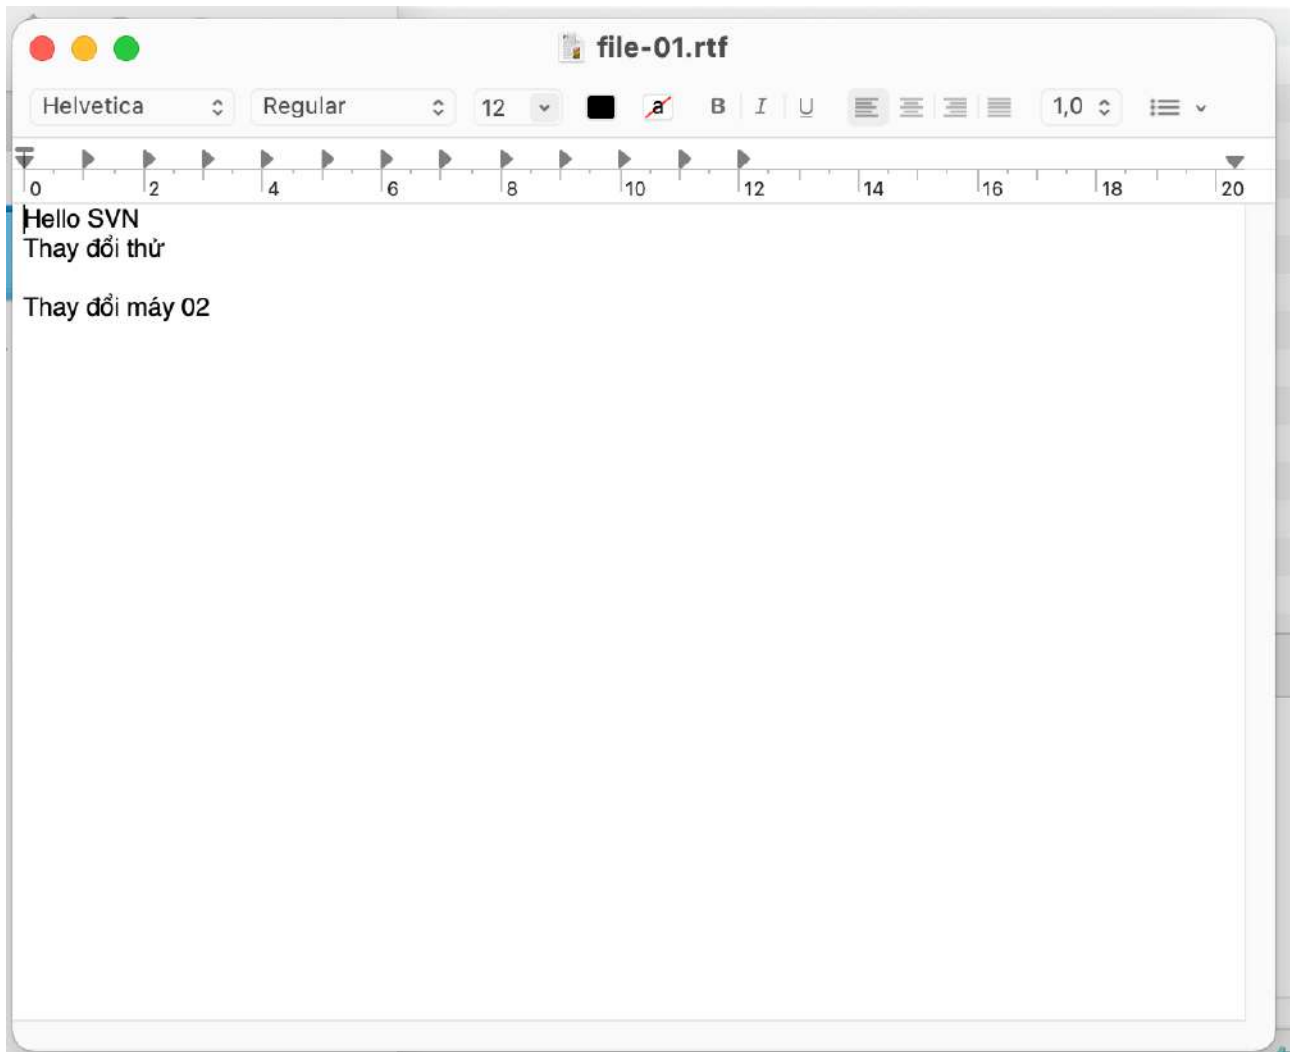 file-01.rtf
Helvetica Regular 12 a B I U 1,0
0 2 4 6 8 10 12 14 16 18 20
Hello SVN
Thay đổi thử

Thay đổi máy 02